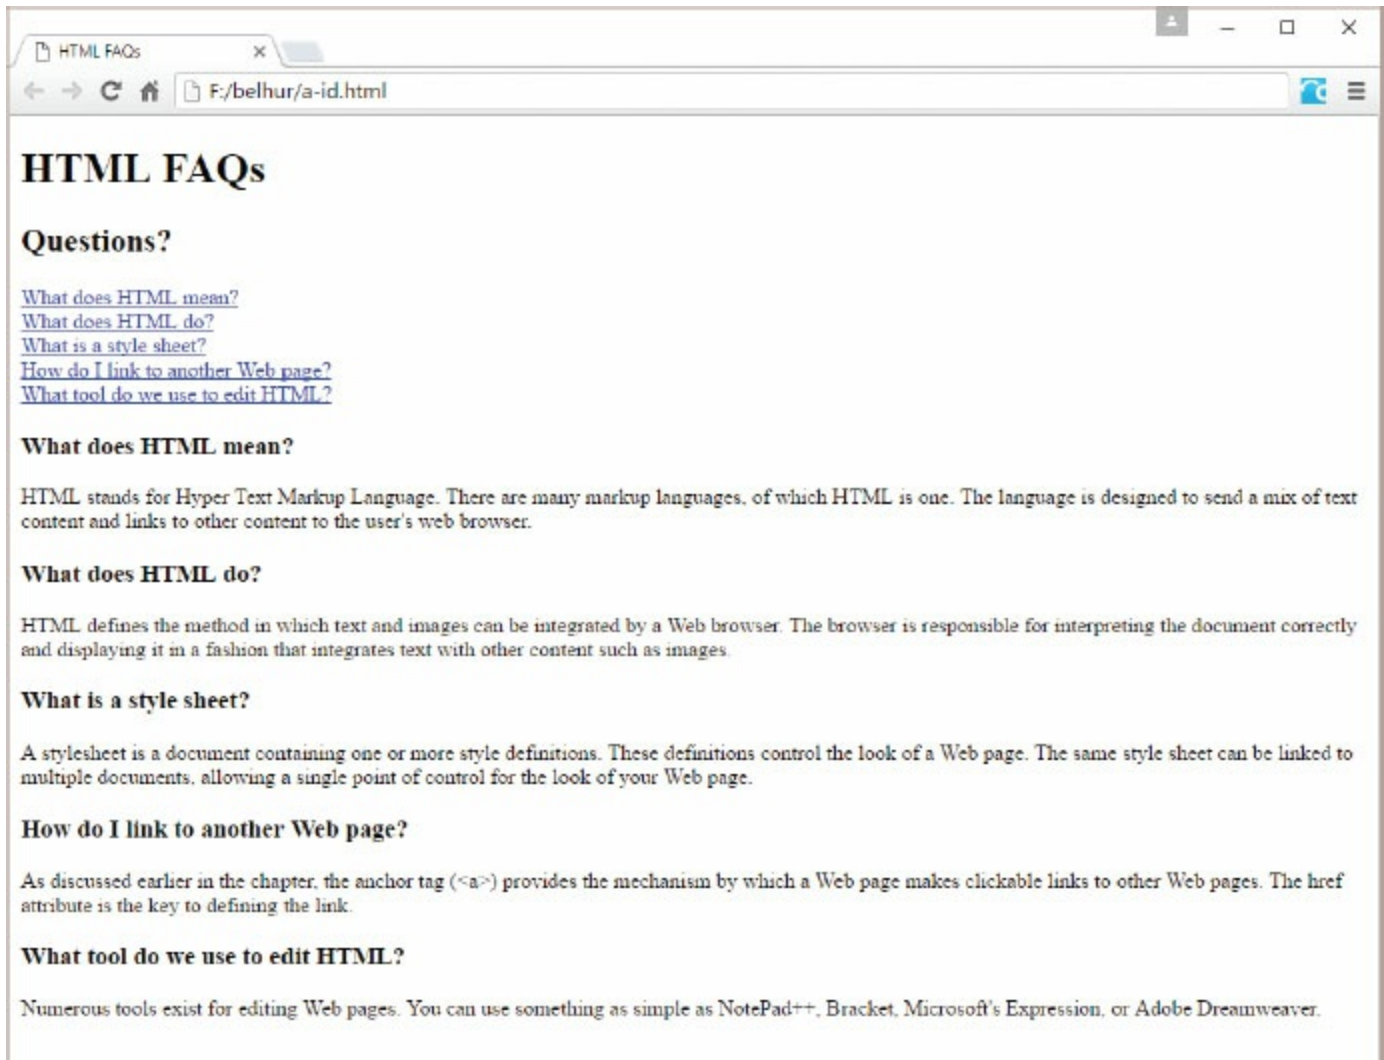 HTML FAQs
F:/belhur/a-id.html
HTML FAQs
Questions?
What does HTML mean?
What does HTML do?
What is a style sheet?
How do I link to another Web page?
What tool do we use to edit HTML?
What does HTML mean?
HTML stands for Hyper Text Markup Language. There are many markup languages, of which HTML is one. The language is designed to send a mix of text
content and links to other content to the user's web browser.
What does HTML do?
HTML defines the method in which text and images can be integrated by a Web browser. The browser is responsible for interpreting the document correctly
and displaying it in a fashion that integrates text with other content such as images.
What is a style sheet?
A stylesheet is a document containing one or more style definitions. These definitions control the look of a Web page. The same style sheet can be linked to
multiple documents, allowing a single point of control for the look of your Web page.
How do I link to another Web page?
As discussed earlier in the chapter, the anchor tag (<a>) provides the mechanism by which a Web page makes clickable links to other Web pages. The href
attribute is the key to defining the link.
What tool do we use to edit HTML?
Numerous tools exist for editing Web pages. You can use something as simple as NotePad++, Bracket, Microsoft's Expression, or Adobe Dreamweaver.